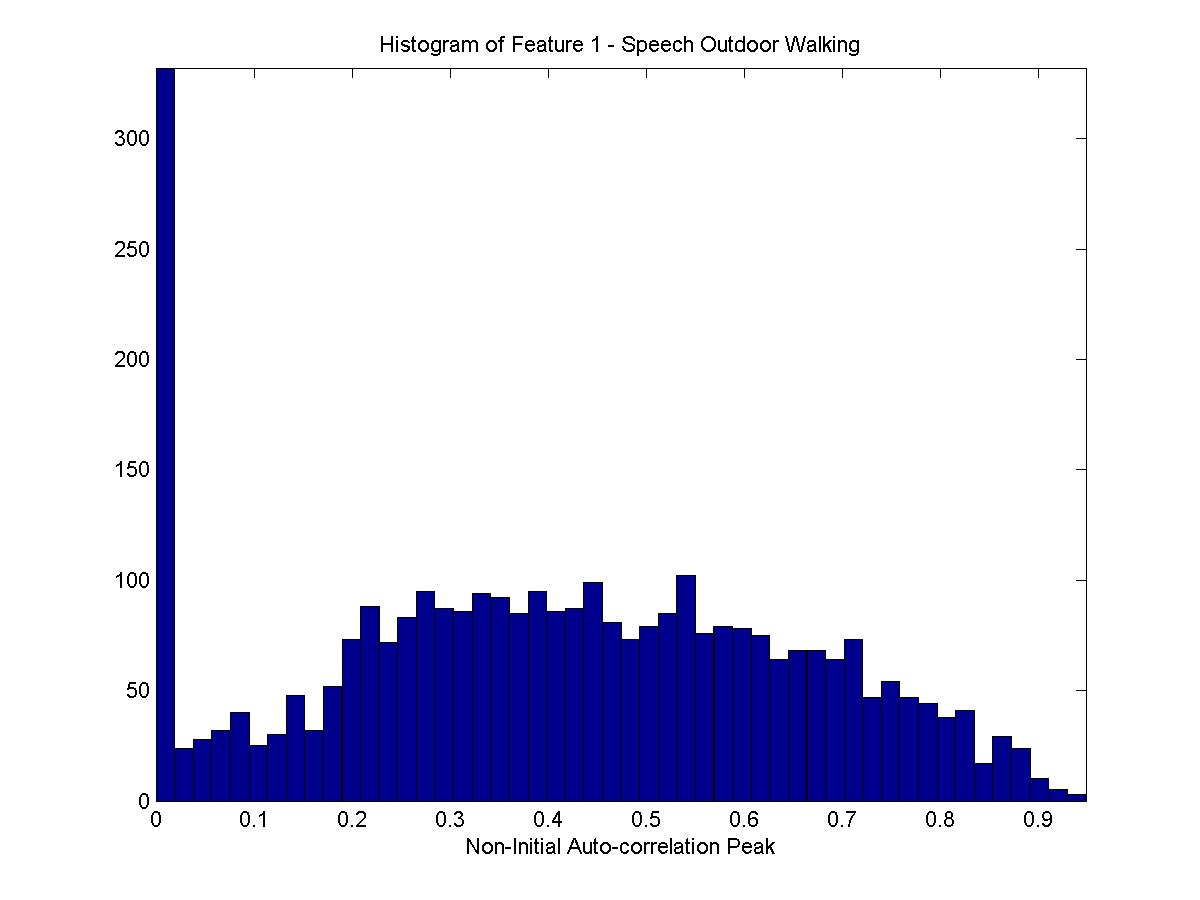 Histogram of Feature 1 - Speech Outdoor Walking
300
250
200
150
100
50
0
0 0.1 0.2 0.3 0.4 0.5 0.6 0.7 0.8 0.9
Non-Initial Auto-correlation Peak